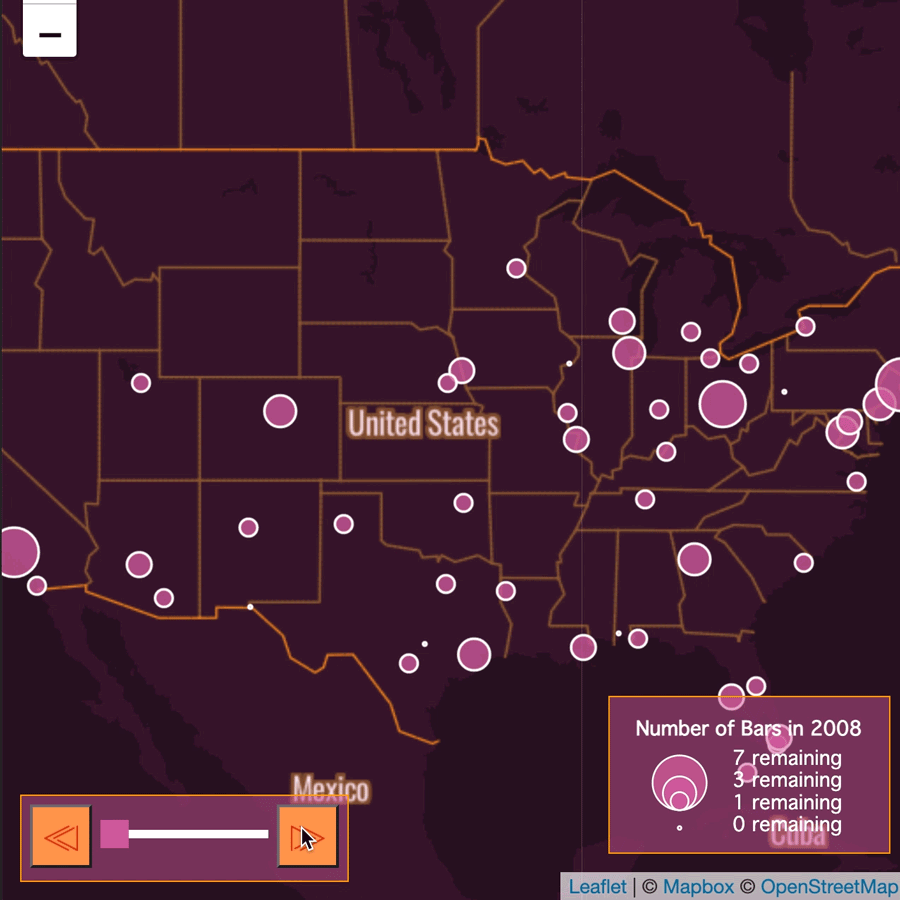 −
United States
Number of Bars in 2008
7 remaining
3 remaining
1 remaining
0 remaining
Mexico
Cuba
Leaflet | © Mapbox © OpenStreetMap